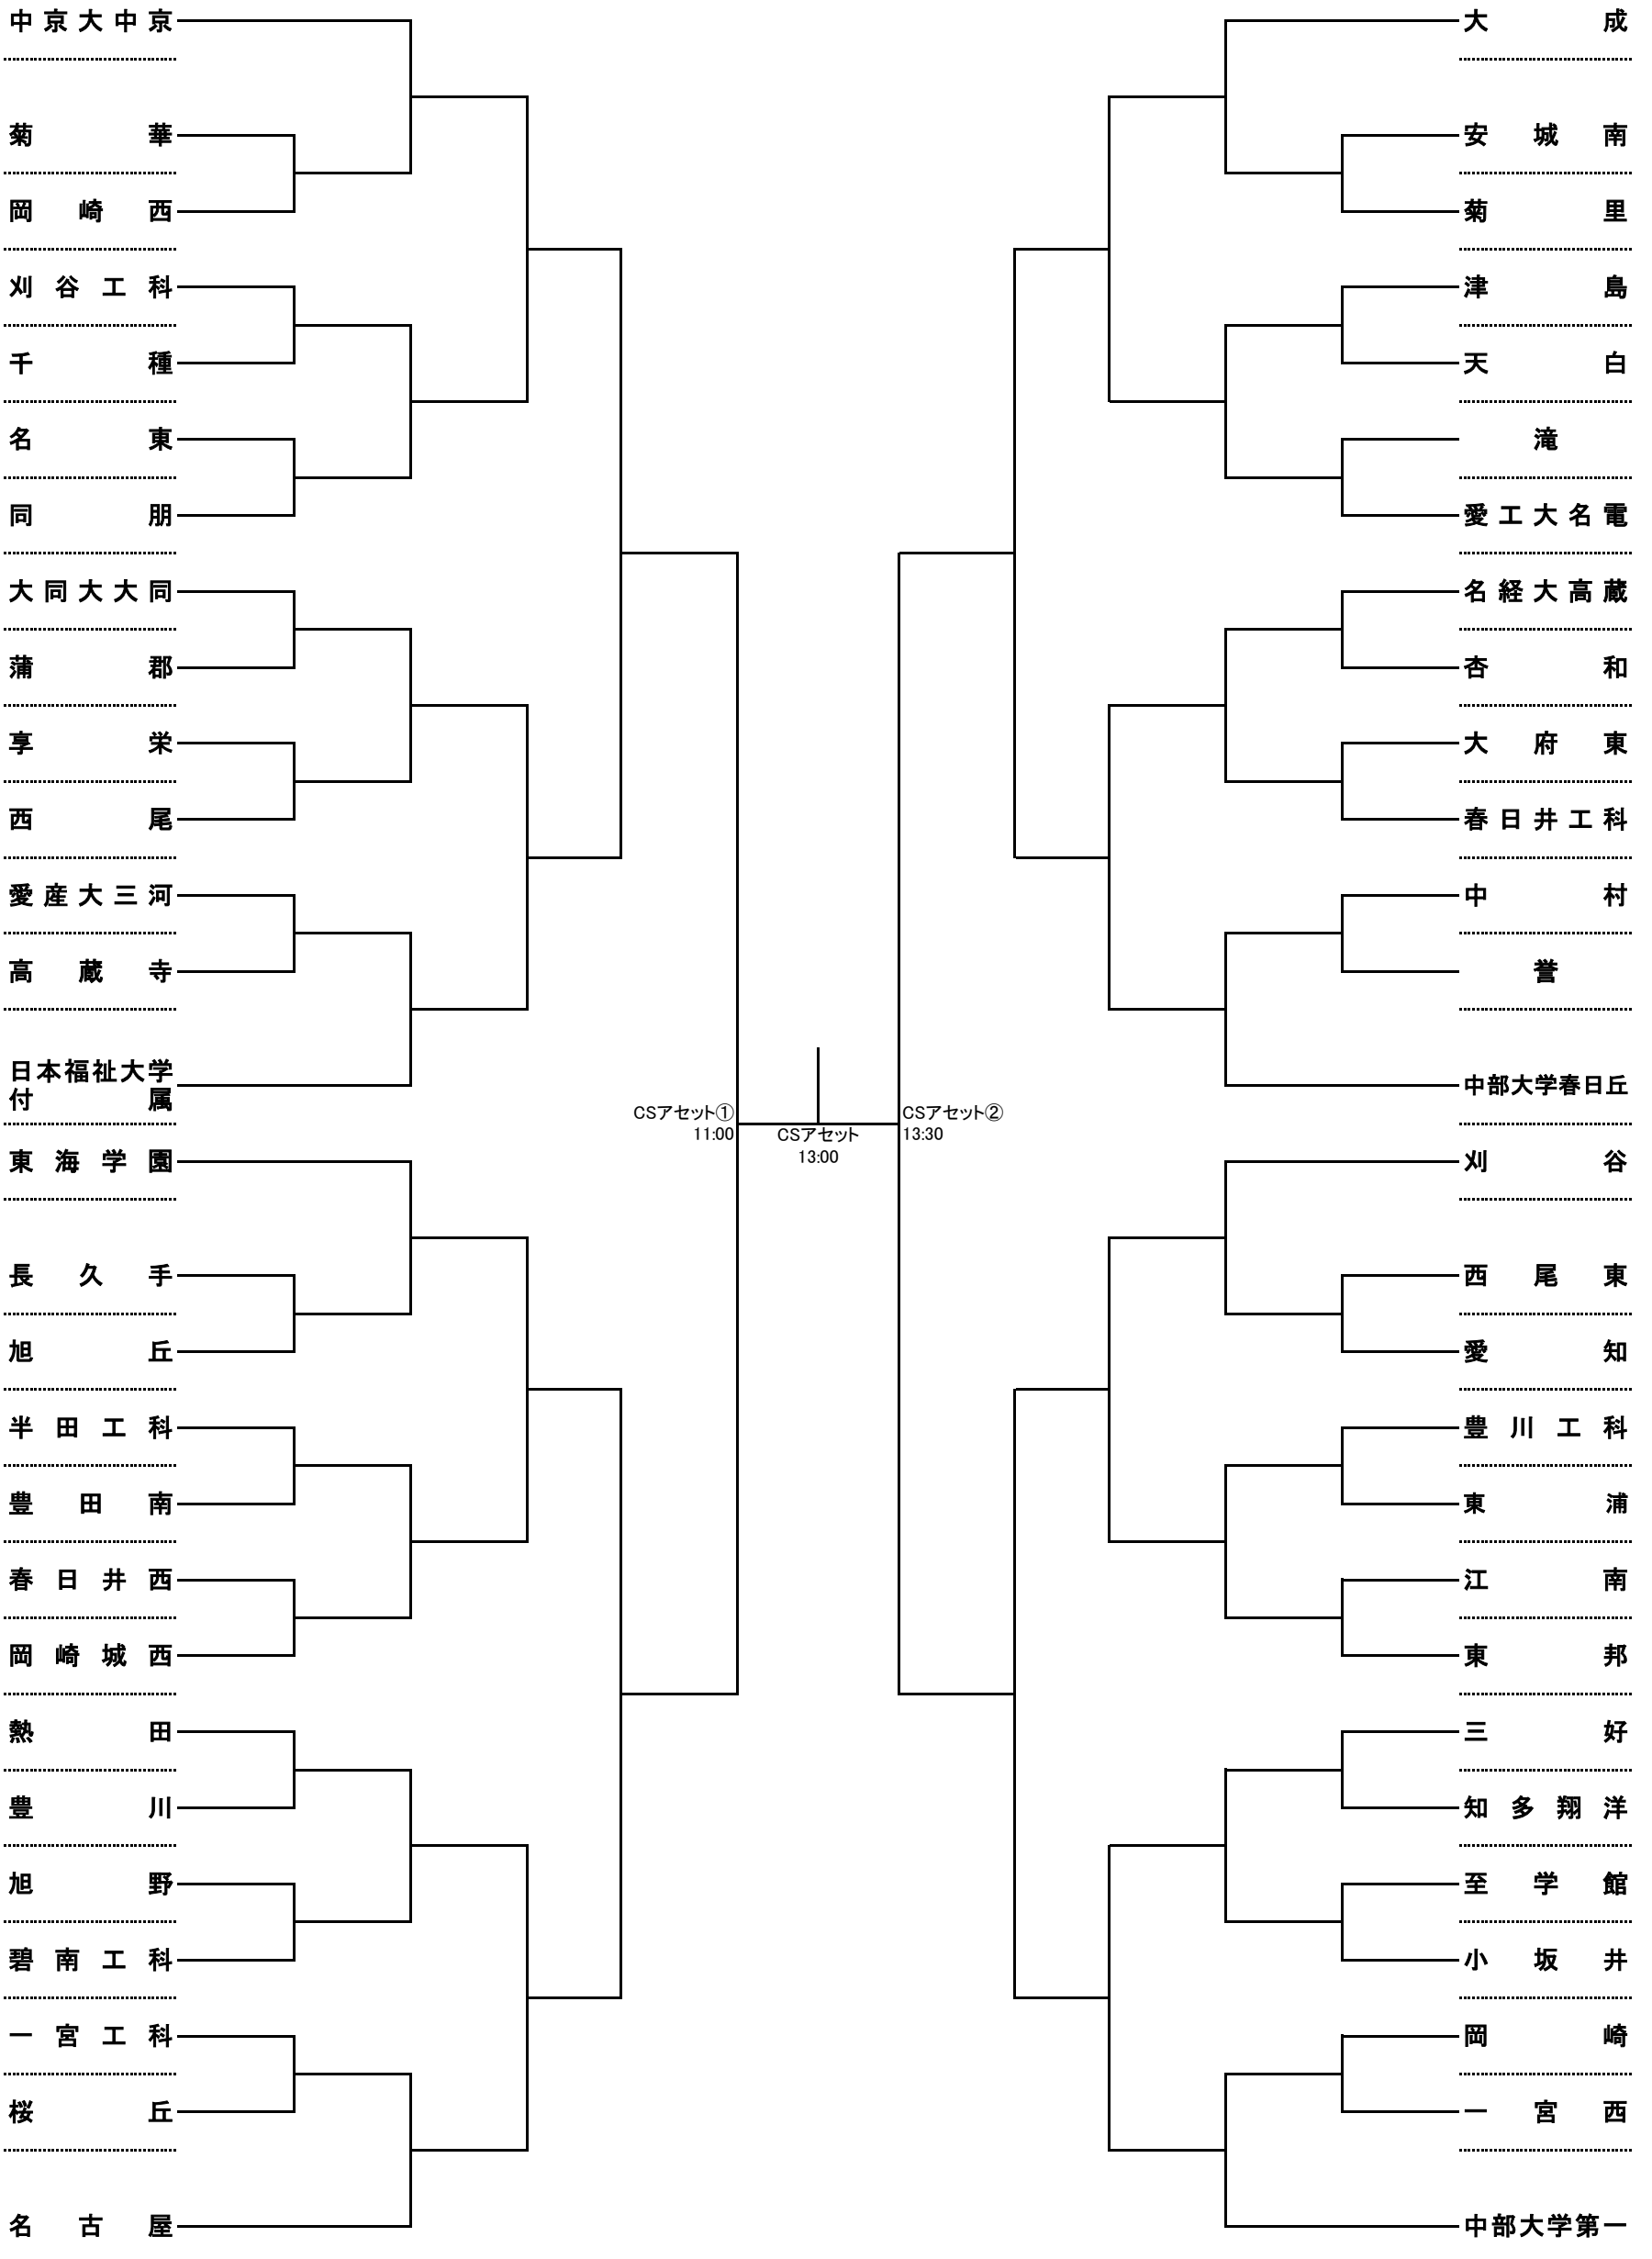 中京大中京
菊華
岡崎西
刈谷工科
千種
名東
同朋
大同大大同
蒲郡
享栄
西尾
愛産大三河
高蔵寺
日本福祉大学
付属
東海学園
長久手
旭丘
半田工科
豊田南
春日井西
岡崎城西
熱田
豊川
旭野
碧南工科
一宮工科
桜丘
名古屋
CSアセット①
11:00
CSアセット
13:00
CSアセット②
13:30
大成
安城南
菊里
津島
天白
滝
愛工大名電
名経大高蔵
杏和
大府東
春日井工科
中村
誉
中部大学春日丘
刈谷
西尾東
愛知
豊川工科
東浦
江南
東邦
三好
知多翔洋
至学館
小坂井
岡崎
一宮西
中部大学第一